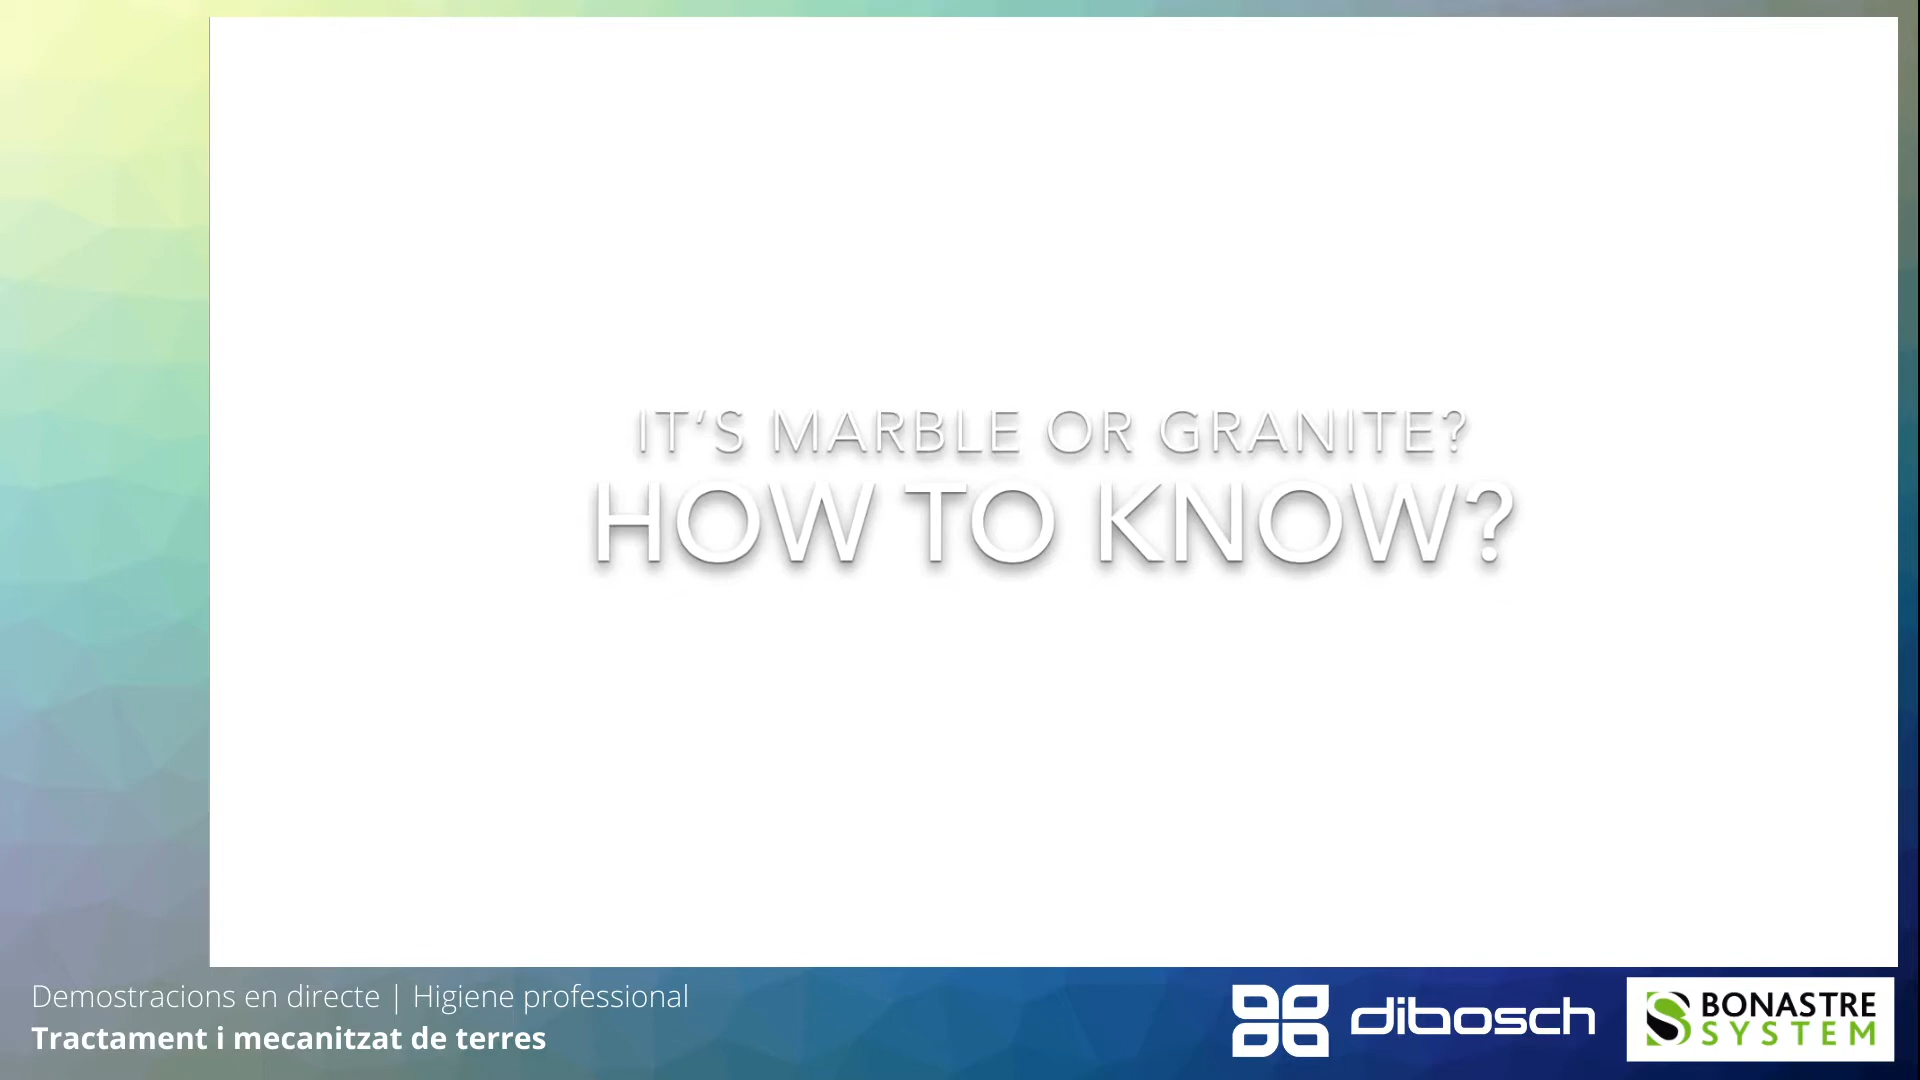 IT'S MARBLE OR GRANITE?
HOW TO KNOW?
Demostracions en directe | Higiene professional
Tractament i mecanitzat de terres
dibosch
BONASTRE
SYSTEM